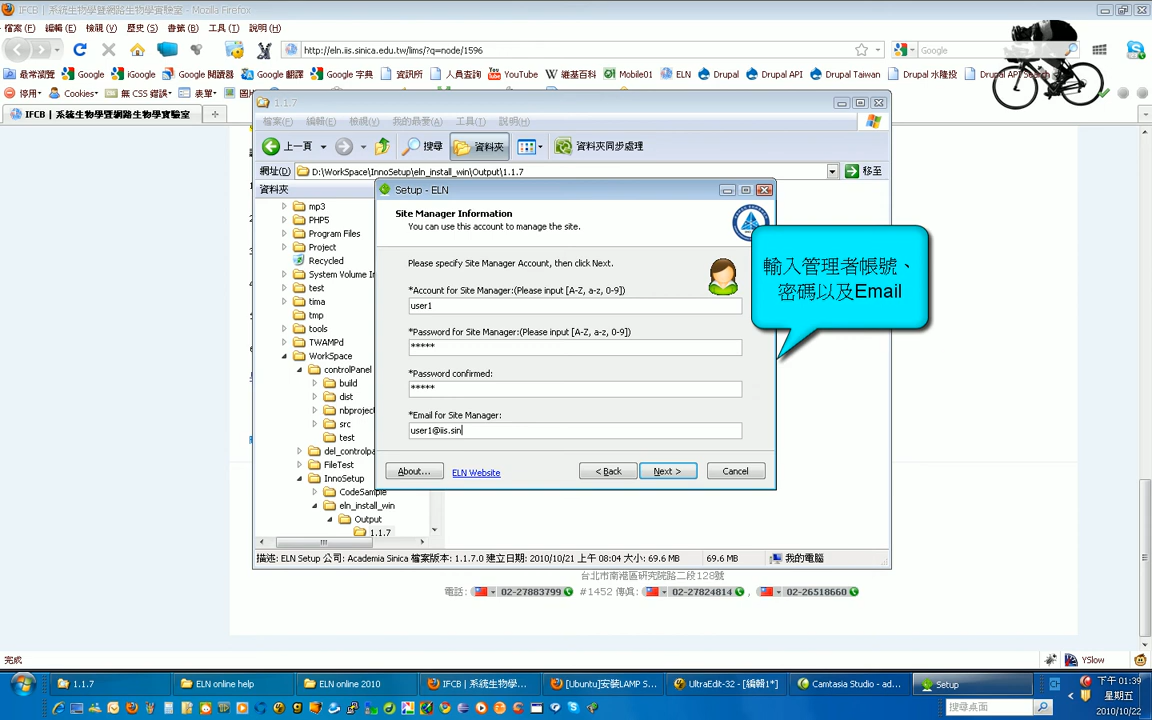 IFCB | 系統生物學暨網路生物學實驗室 - Mozilla Firefox
檔案(F) 編輯(E) 檢視(V) 歷史(S) 書籤(B) 工具(T) 說明(H)
http://eln.iis.sinica.edu.tw/lims/?q=node/1596
Google
最常瀏覽 Google iGoogle Google 閱讀器 Google 翻譯 Google 字典 資訊所 人員查詢 YouTube 維基百科 Mobile01 ELN Drupal Drupal API Drupal Taiwan Drupal 水隆投 Drupal API Search
停用 Cookies 無 CSS 錯誤 表單 圖
IFCB | 系統生物學暨網路生物學實驗室
1.1.7
檔案(F) 編輯(E) 檢視(V) 我的最愛(A) 工具(T) 說明(H)
上一頁 搜尋 資料夾 資料夾同步處理
網址(D) D:\WorkSpace\InnoSetup\eln_install_win\Output\1.1.7 移至
資料夾
mp3
PHP5
Program Files
Project
Recycled
System Volume I
test
tima
tmp
tools
TWAMPd
WorkSpace
controlPanel
build
dist
nbprojec
src
test
del_controlpa
FileTest
InnoSetup
CodeSample
eln_install_win
Output
1.1.7
Setup - ELN
Site Manager Information
You can use this account to manage the site.
Please specify Site Manager Account, then click Next.
*Account for Site Manager:(Please input [A-Z, a-z, 0-9])
user1
*Password for Site Manager:(Please input [A-Z, a-z, 0-9])
*****
*Password confirmed:
*****
*Email for Site Manager:
user1@iis.sin
About... ELN Website < Back Next > Cancel
輸入管理者帳號、
密碼以及Email
描述: ELN Setup 公司: Academia Sinica 檔案版本: 1.1.7.0 建立日期: 2010/10/21 上午 08:04 大小: 69.6 MB 69.6 MB 我的電腦
台北市南港區研究院路二段128號
電話: 02-27883799 #1452 傳真: 02-27824814 , 02-26518660
完成 YSlow
1.1.7 ELN online help ELN online 2010 IFCB | 系統生物學... [Ubuntu]安裝LAMP S... UltraEdit-32 - [編輯1*] Camtasia Studio - ad... Setup
下午 01:39
星期五
2010/10/22
搜尋桌面